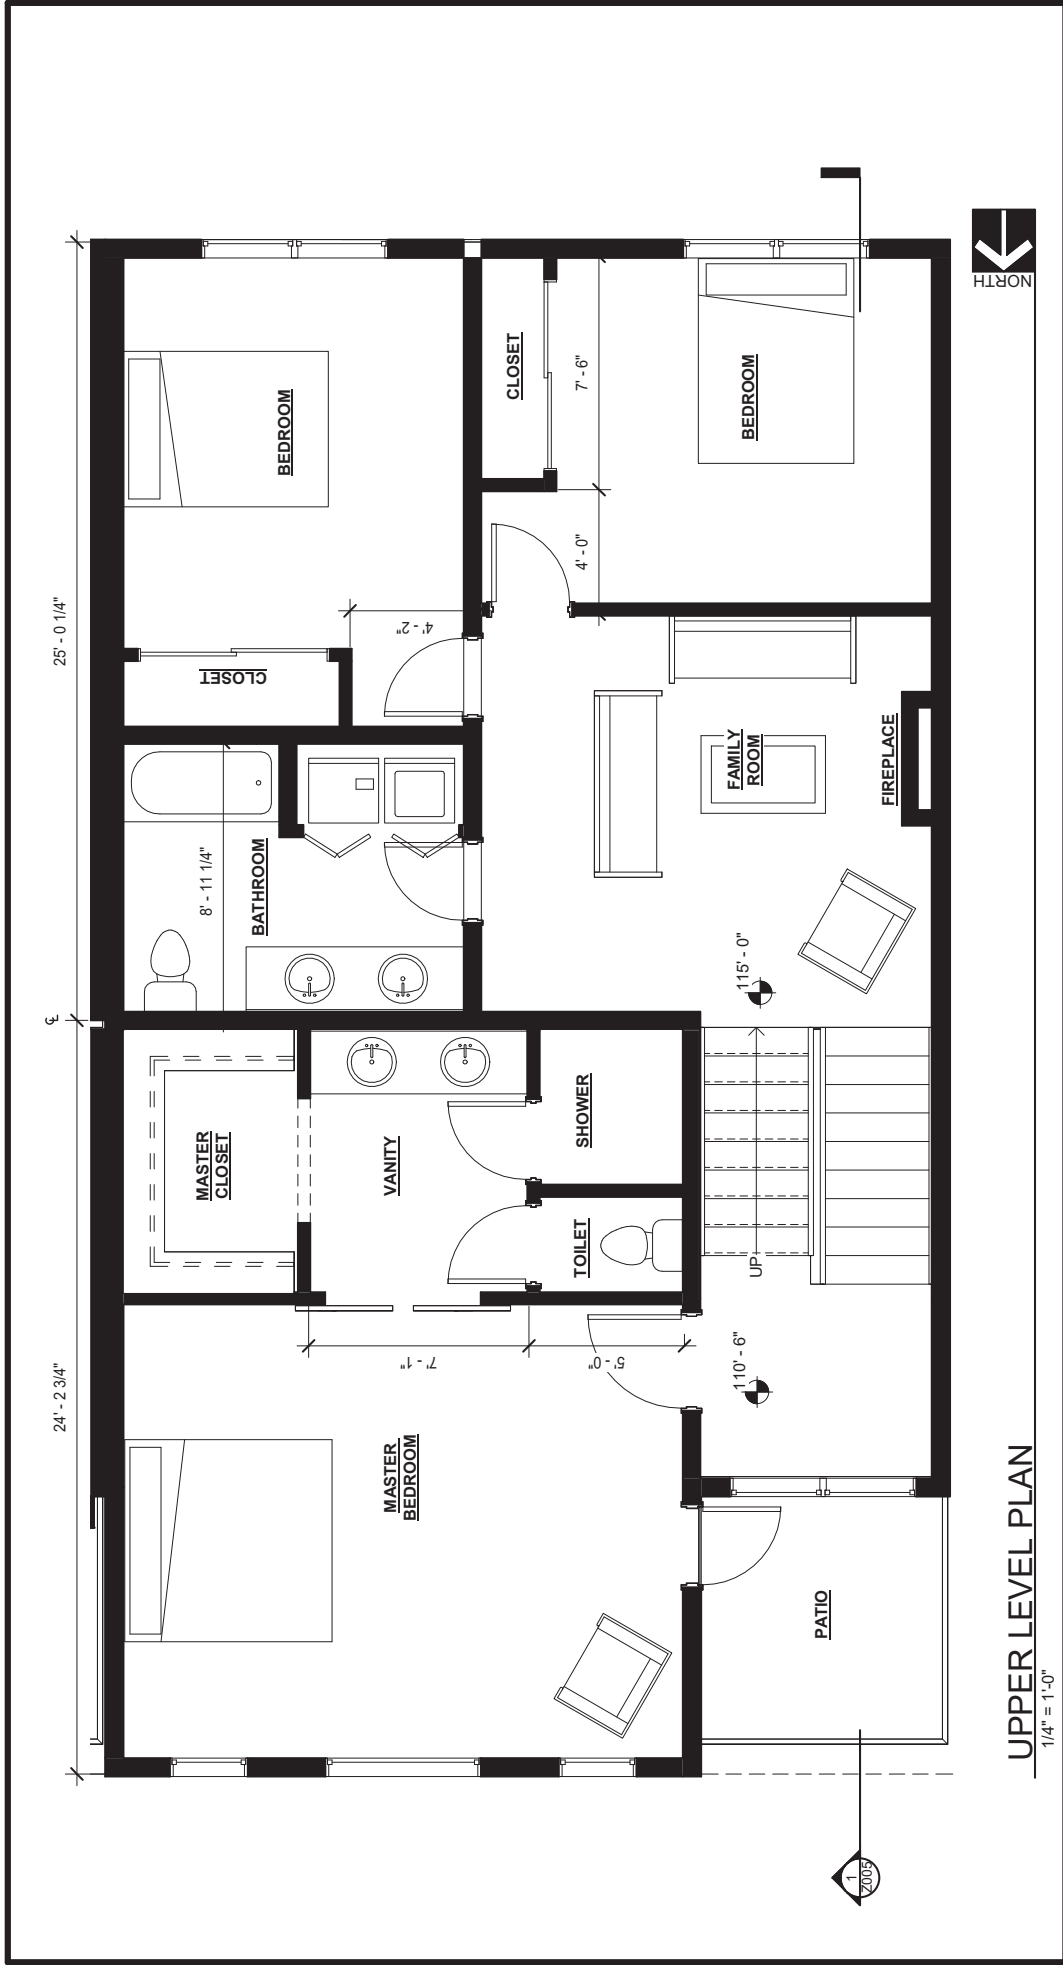 25' - 0 1/4"
24' - 2 3/4"
℄
BEDROOM
CLOSET
4' - 2"
CLOSET
7' - 6"
4' - 0"
BEDROOM
8' - 11 1/4"
BATHROOM
FAMILY
ROOM
FIREPLACE
115' - 0"
MASTER
CLOSET
VANITY
SHOWER
TOILET
UP
7' - 1"
5' - 0"
110' - 6"
MASTER
BEDROOM
PATIO
1
Z005
NORTH
UPPER LEVEL PLAN
1/4" = 1'-0"